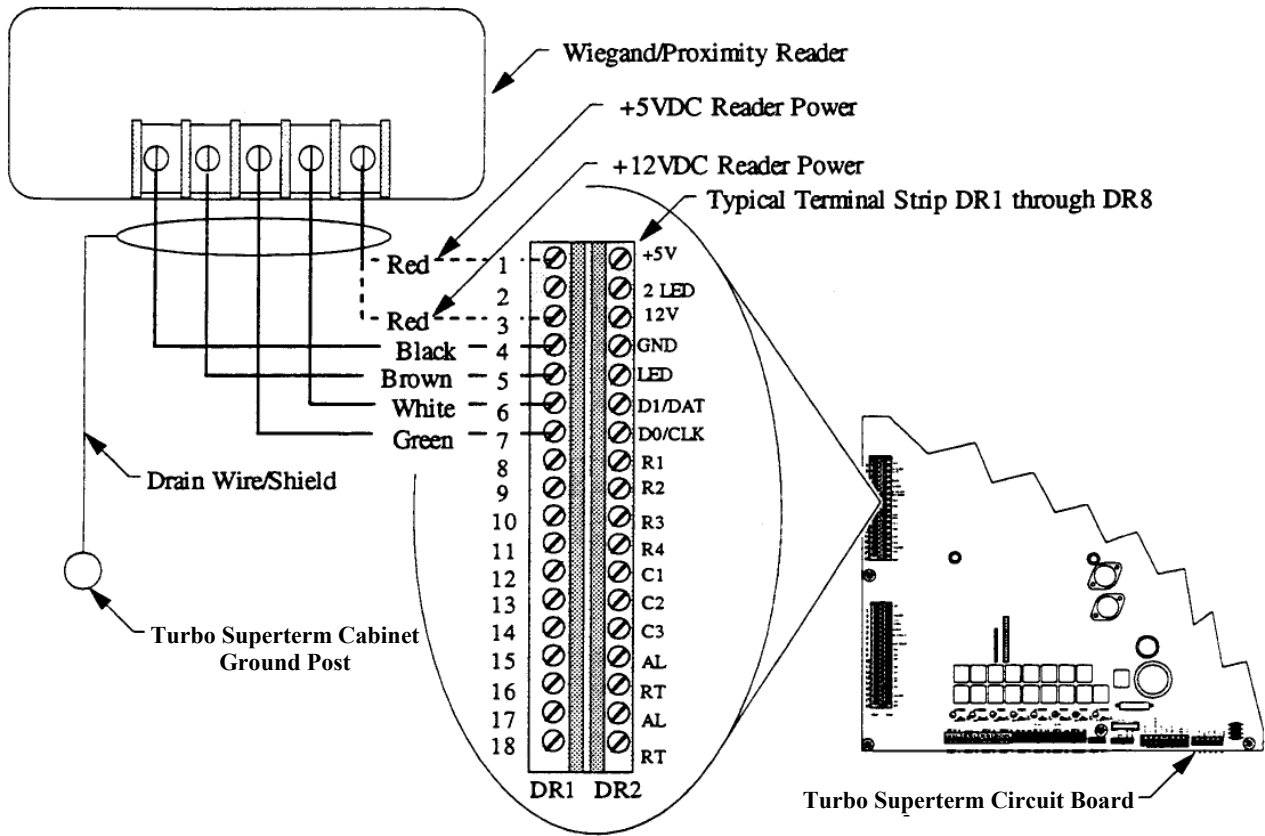 Wiegand/Proximity Reader
+5VDC Reader Power
+12VDC Reader Power
Typical Terminal Strip DR1 through DR8
Red 1 +5V
2 2 LED
Red 3 12V
Black 4 GND
Brown 5 LED
White 6 D1/DAT
Green 7 D0/CLK
8 R1
9 R2
10 R3
11 R4
12 C1
13 C2
14 C3
15 AL
16 RT
17 AL
18 RT
DR1 DR2
Drain Wire/Shield
Turbo Superterm Cabinet
Ground Post
Turbo Superterm Circuit Board